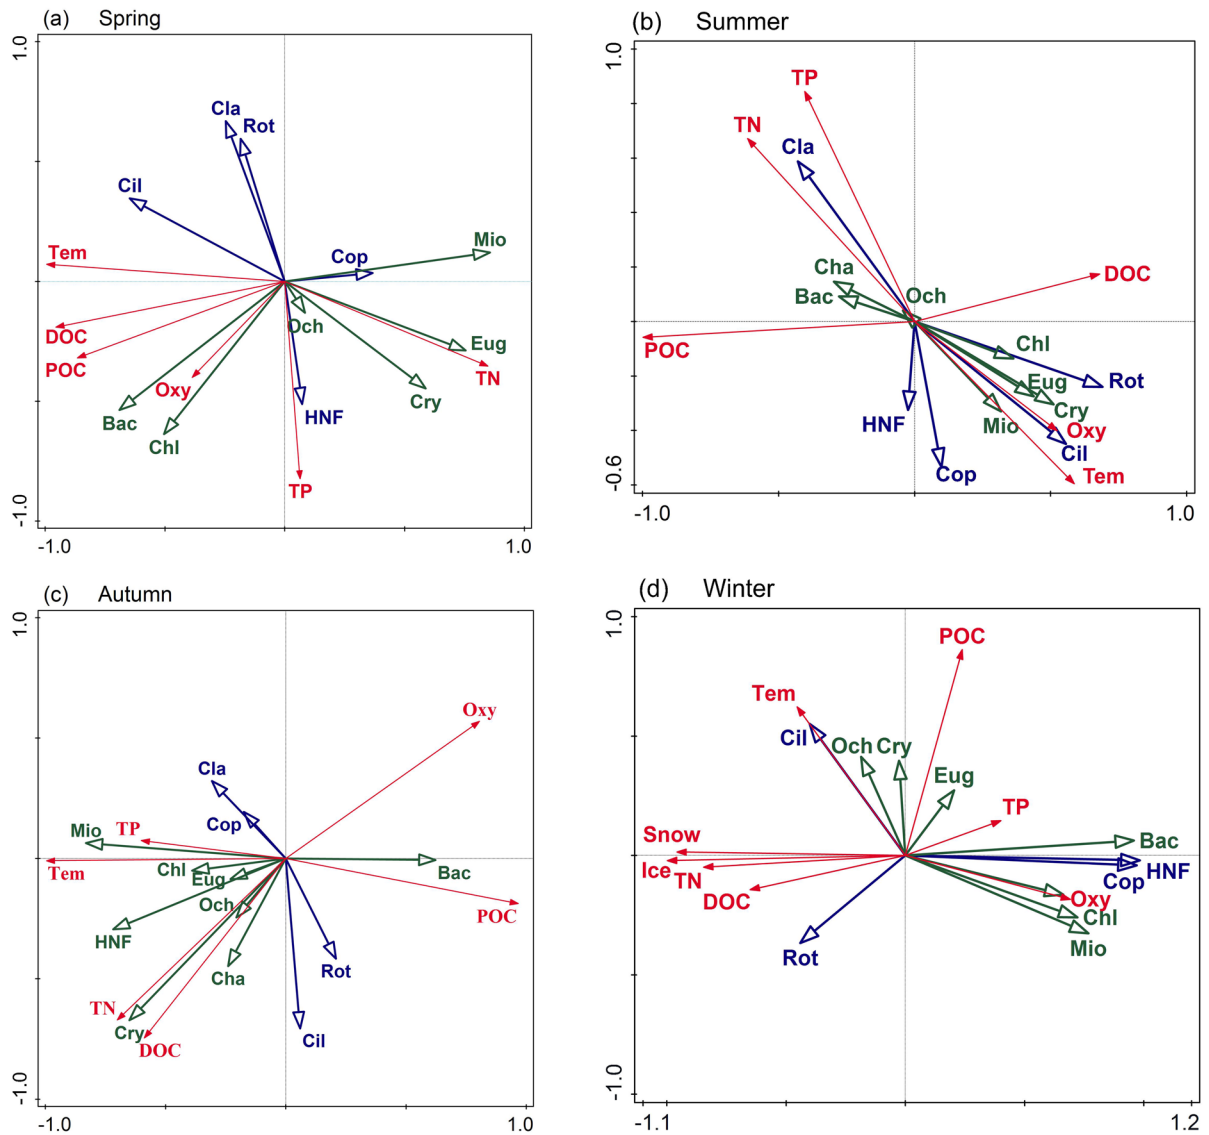 (a) Spring
1.0
Cla
Rot
Cil
Tem
Cop
Mio
DOC
POC
Och
Eug
TN
Oxy
Cry
Bac
HNF
Chl
TP
-1.0
-1.0 1.0
(b) Summer
1.0
TP
TN
Cla
Cha
DOC
Bac
Och
POC
Chl
Rot
Eug
Cry
HNF
Mio
Oxy
Cil
Cop
Tem
-0.6
-1.0 1.0
(c) Autumn
1.0
Oxy
Cla
Cop
Mio
TP
Tem
Chl
Eug
Bac
Och
POC
HNF
Cha
Rot
TN
Cry
DOC
Cil
-1.0
-1.0 1.0
(d) Winter
1.0
POC
Tem
Cil
Och
Cry
Eug
TP
Snow
Bac
Ice
TN
HNF
Cop
DOC
Oxy
Chl
Rot
Mio
-1.0
-1.1 1.2